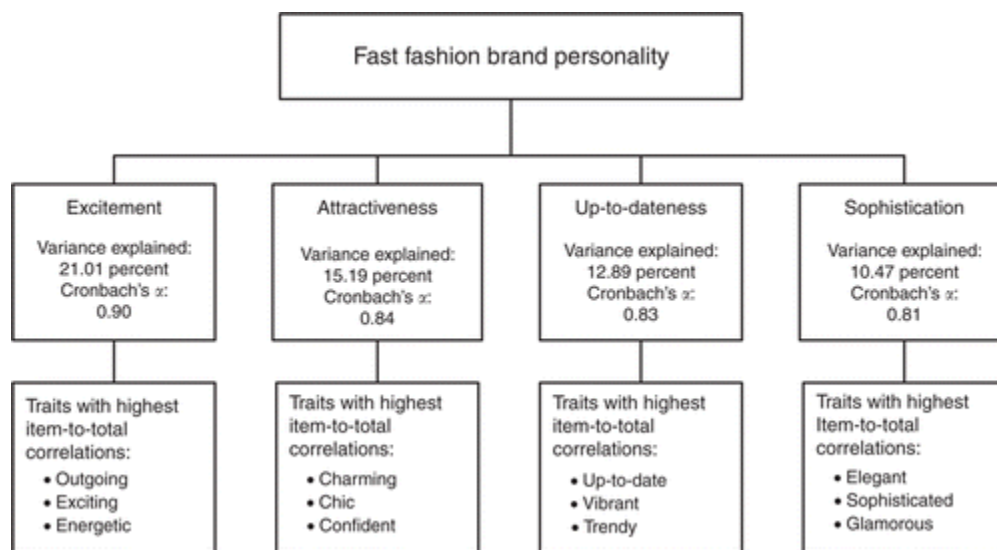 Fast fashion brand personality
Excitement
Variance explained:
21.01 percent
Cronbach's α:
0.90
Attractiveness
Variance explained:
15.19 percent
Cronbach's α:
0.84
Up-to-dateness
Variance explained:
12.89 percent
Cronbach's α:
0.83
Sophistication
Variance explained:
10.47 percent
Cronbach's α:
0.81
Traits with highest
item-to-total
correlations:
• Outgoing
• Exciting
• Energetic
Traits with highest
item-to-total
correlations:
• Charming
• Chic
• Confident
Traits with highest
item-to-total
correlations:
• Up-to-date
• Vibrant
• Trendy
Traits with highest
Item-to-total
correlations:
• Elegant
• Sophisticated
• Glamorous